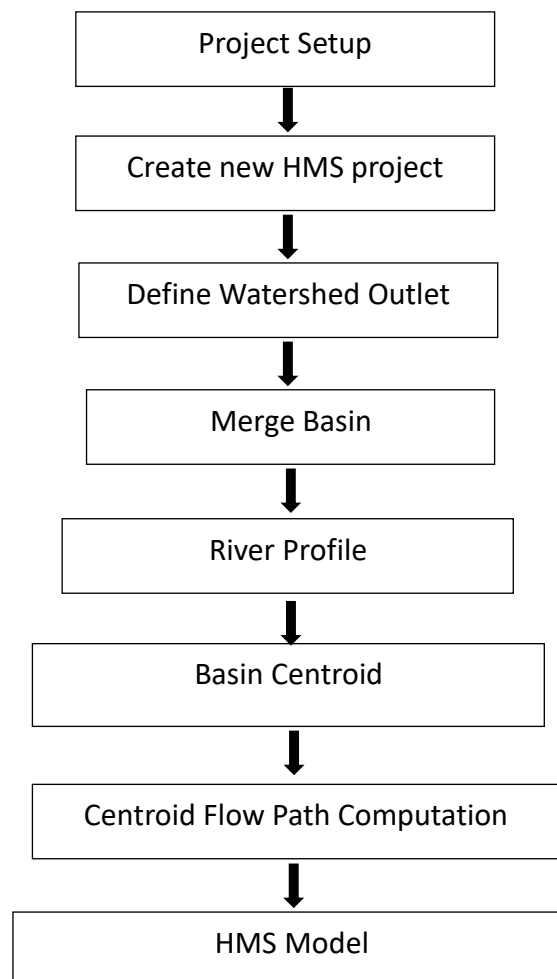 Project Setup
Create new HMS project
Define Watershed Outlet
Merge Basin
River Profile
Basin Centroid
Centroid Flow Path Computation
HMS Model